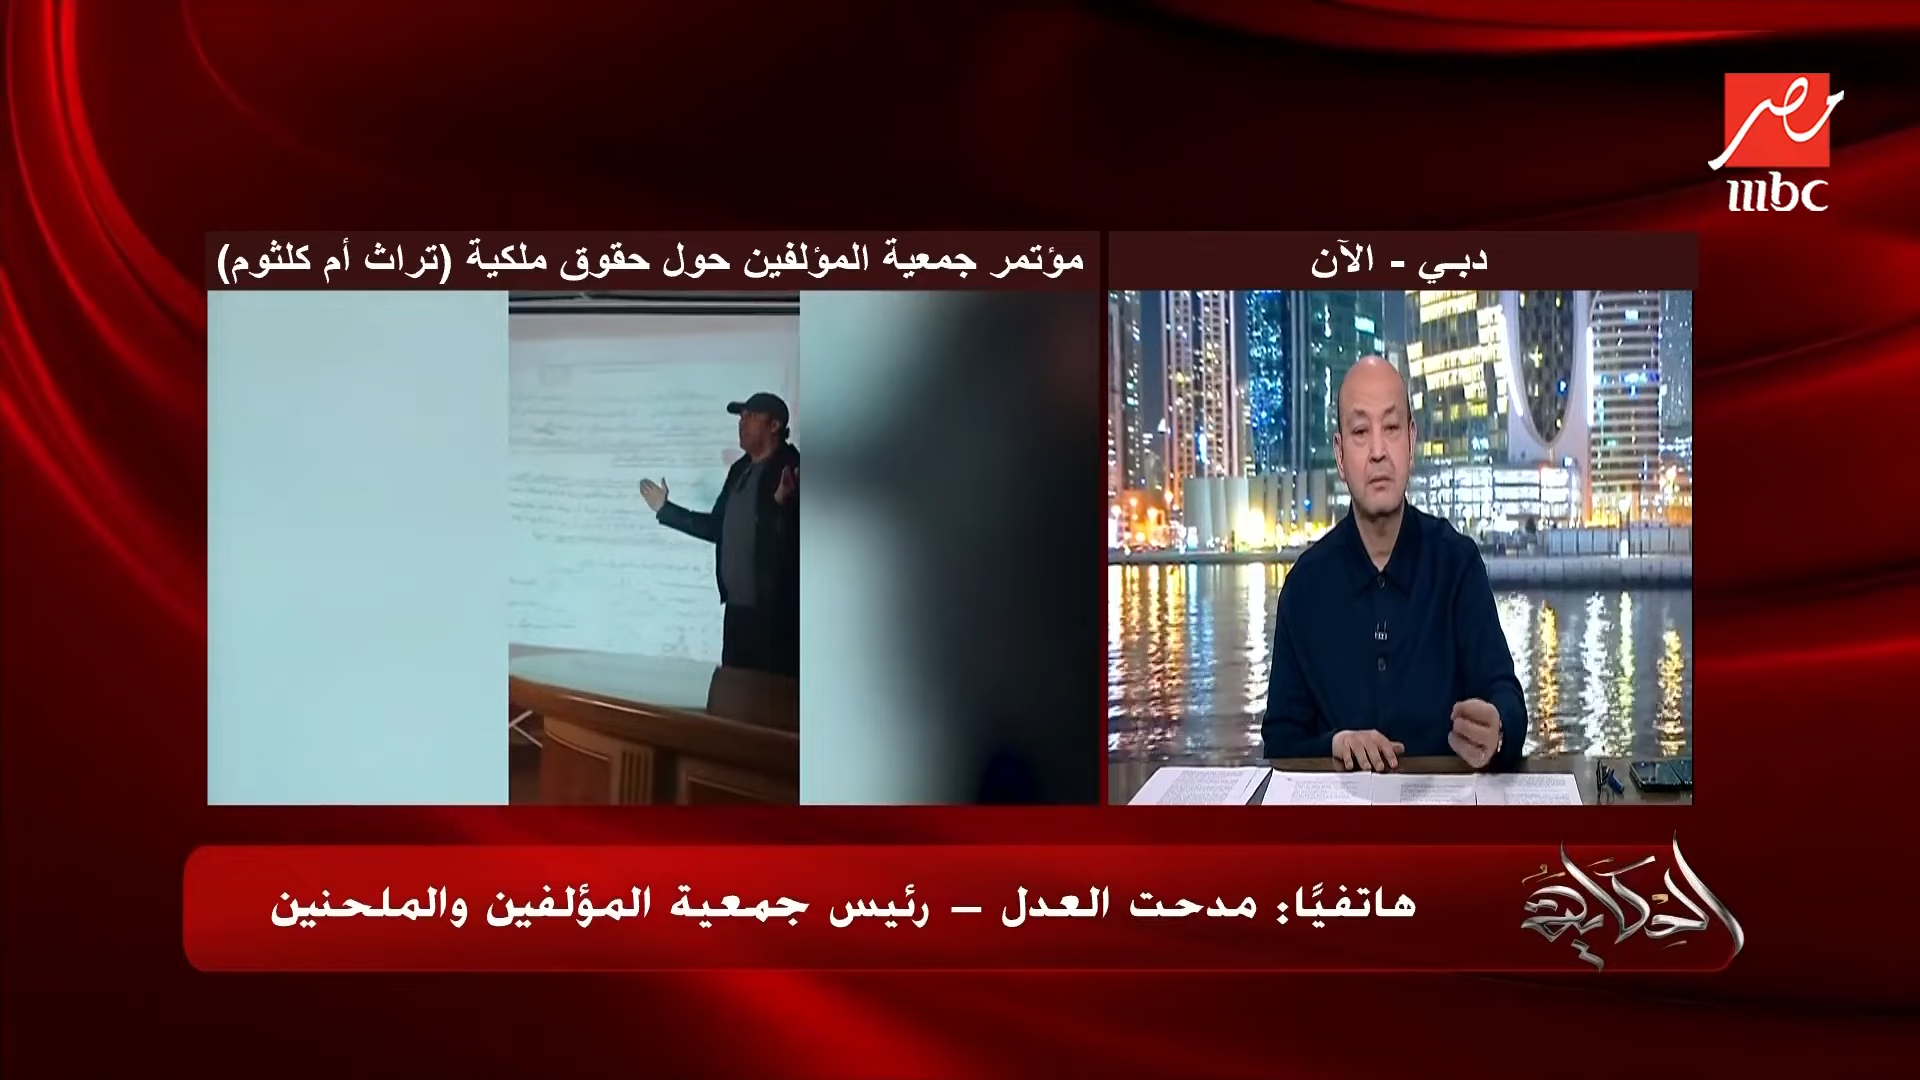 مصر
mbc
دبي - الآن
مؤتمر جمعية المؤلفين حول حقوق ملكية (تراث أم كلثوم)
الحكاية
هاتفيًا: مدحت العدل – رئيس جمعية المؤلفين والملحنين